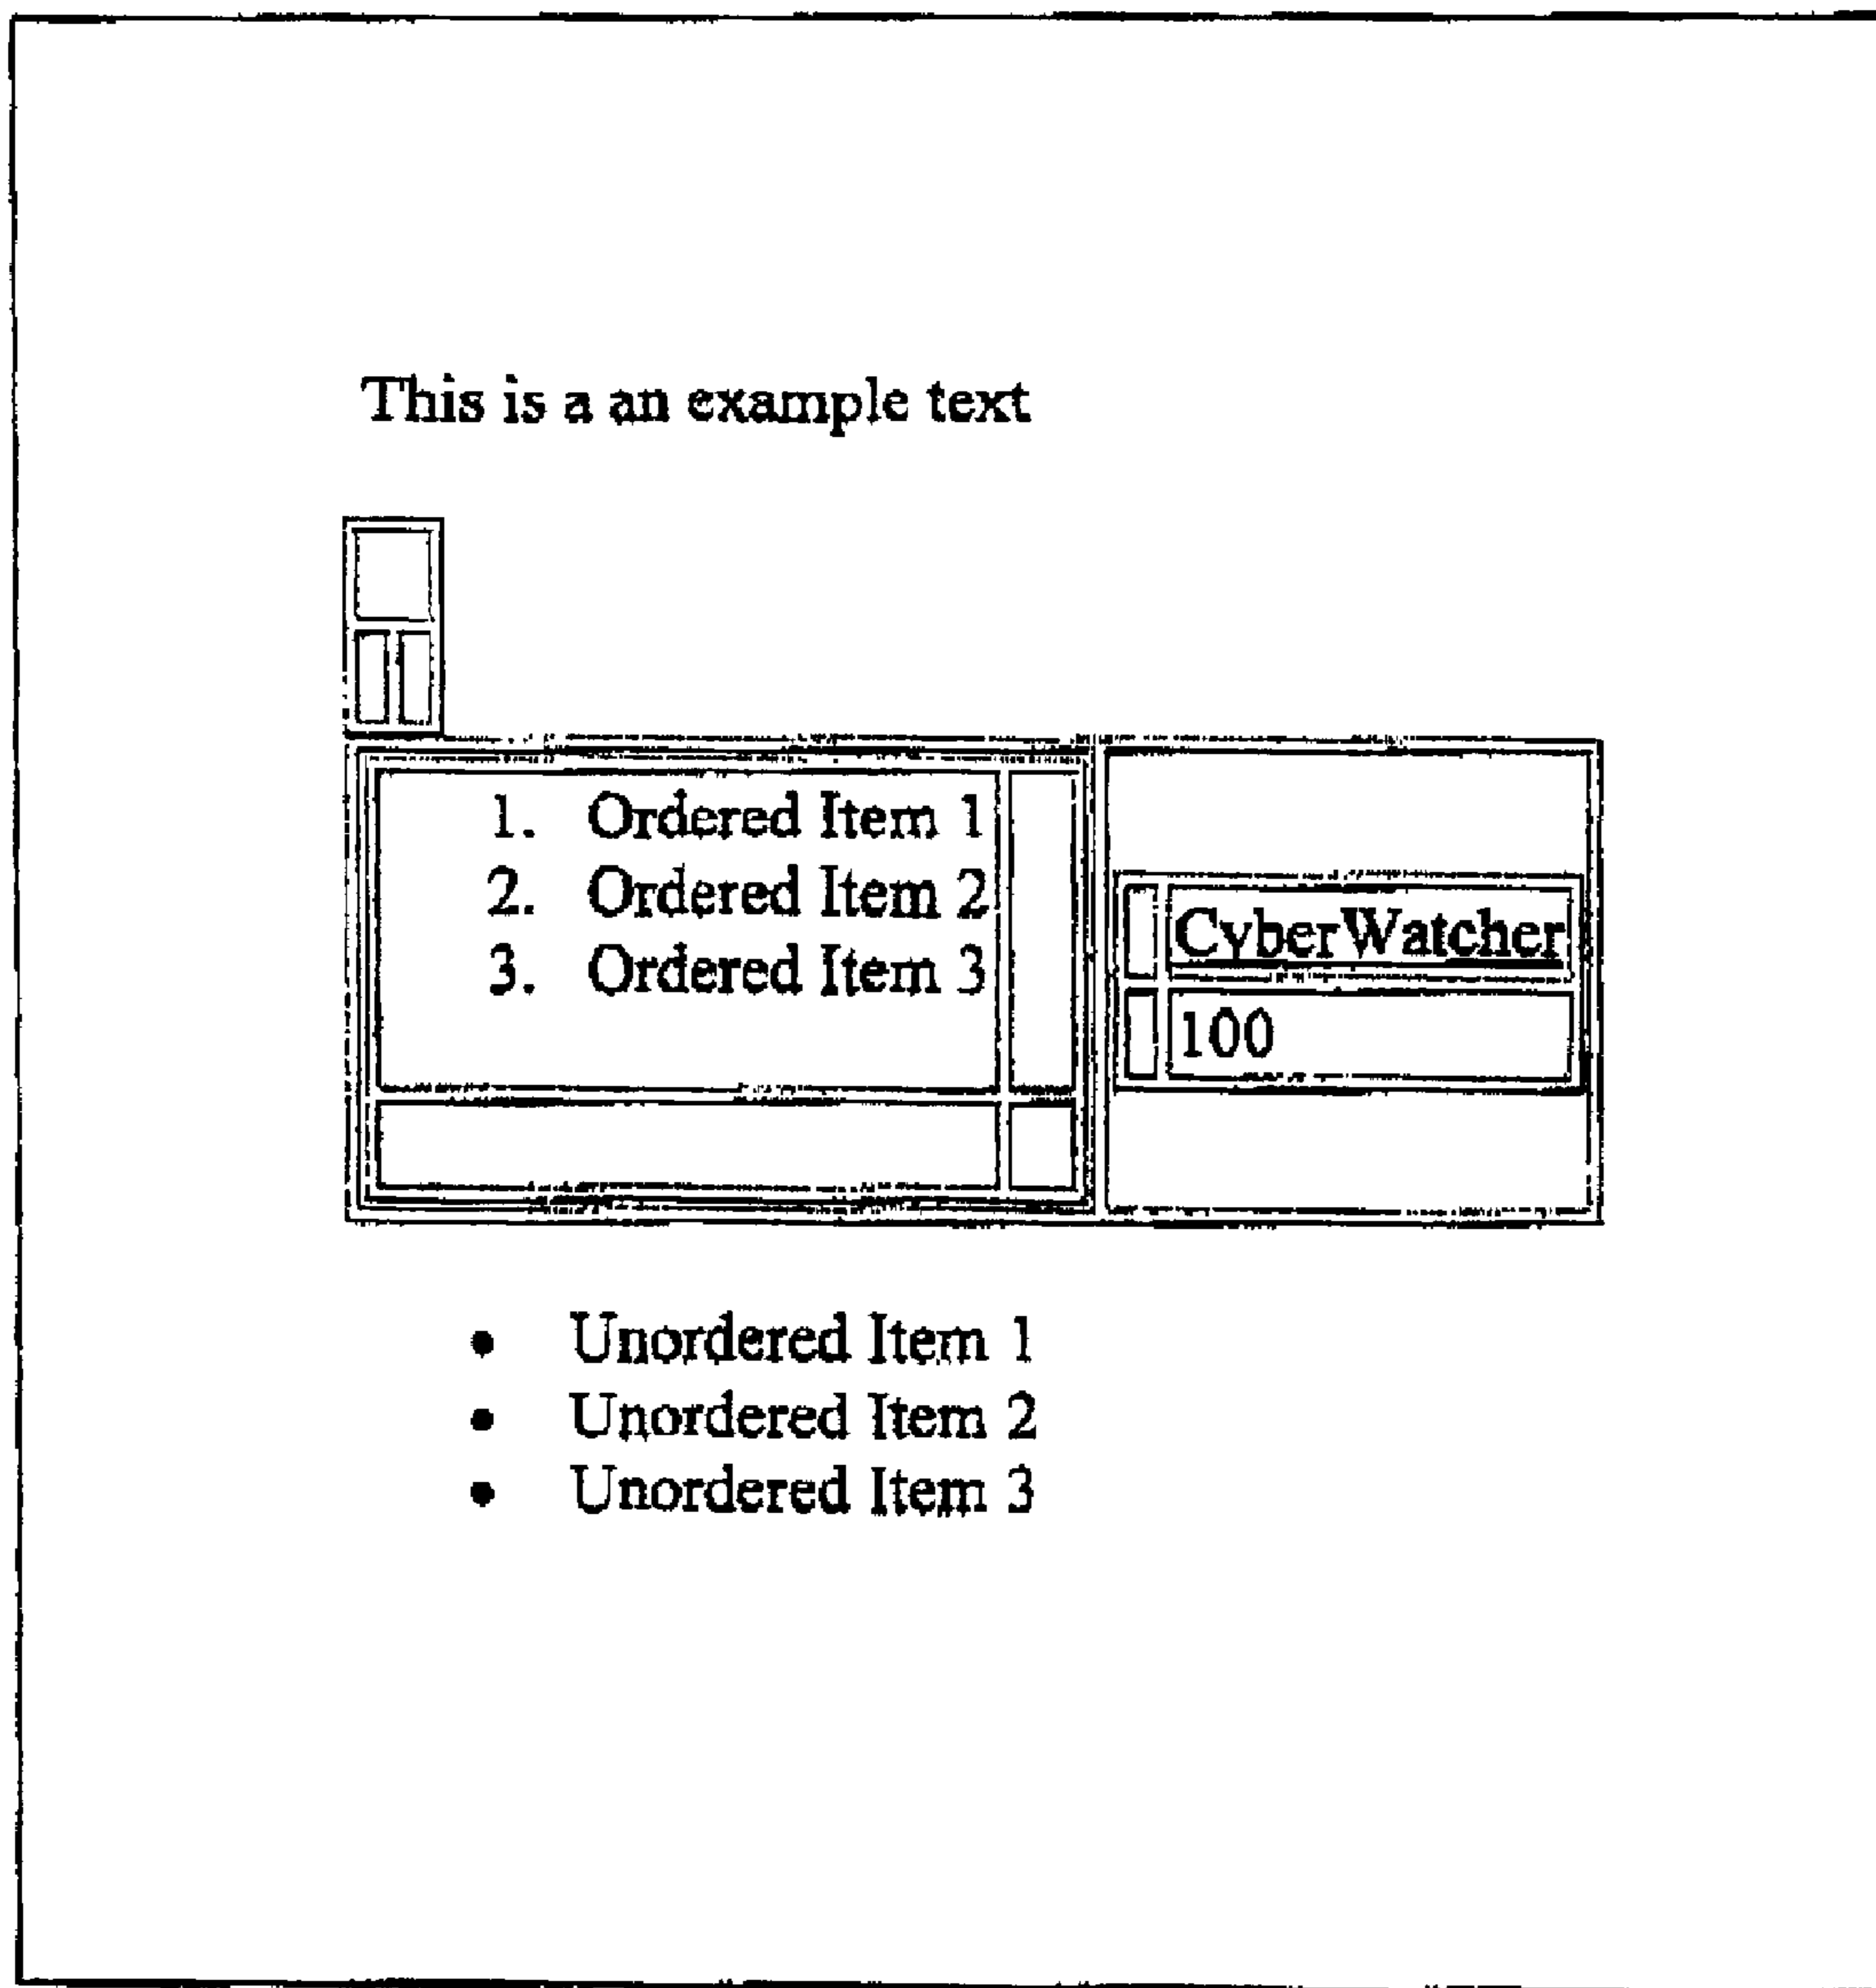 This is a an example text
1. Ordered Item 1
2. Ordered Item 2
3. Ordered Item 3
CyberWatcher
100
• Unordered Item 1
• Unordered Item 2
• Unordered Item 3